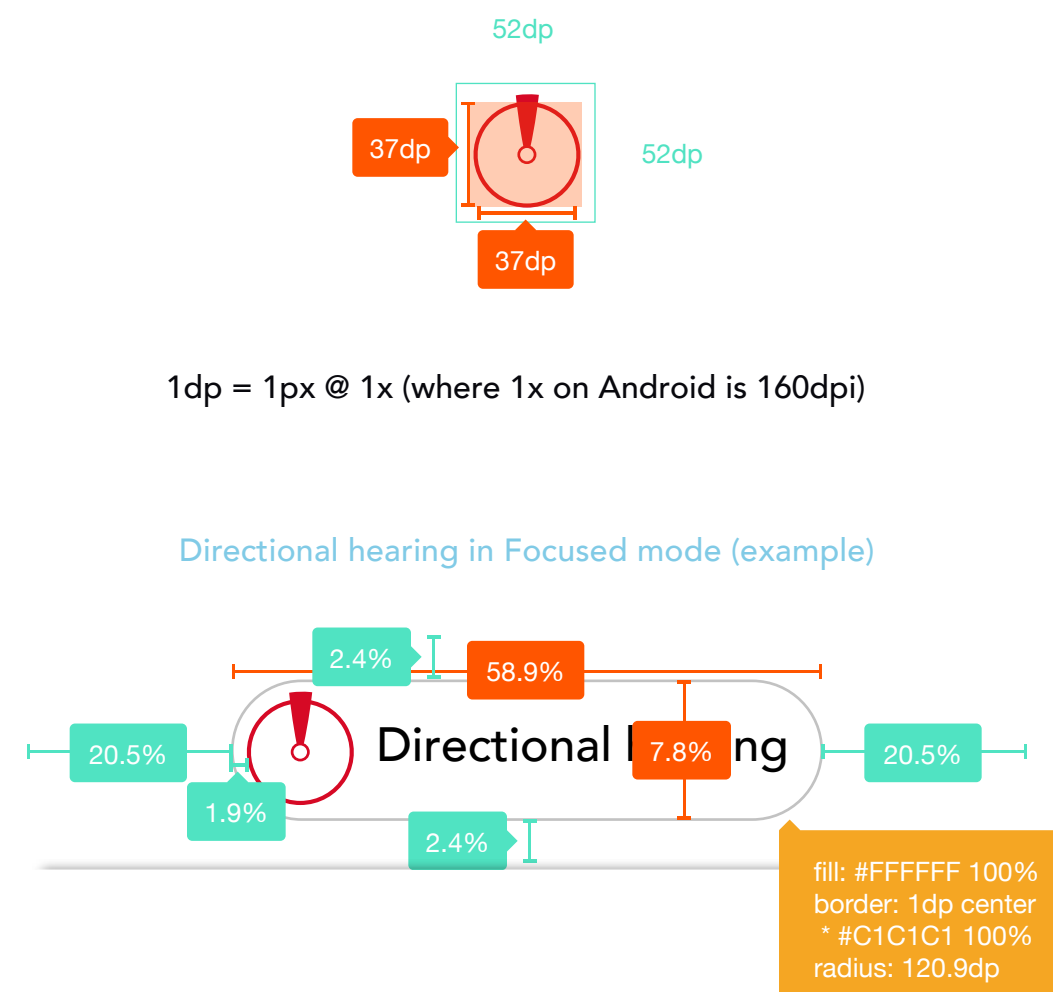 52dp
37dp
52dp
37dp
1dp = 1px @ 1x (where 1x on Android is 160dpi)
Directional hearing in Focused mode (example)
2.4%
58.9%
Directional
ng
20.5%
7.8%
20.5%
1.9%
2.4%
fill: #FFFFFF 100%
border: 1dp center
* #C1C1C1 100%
radius: 120.9dp